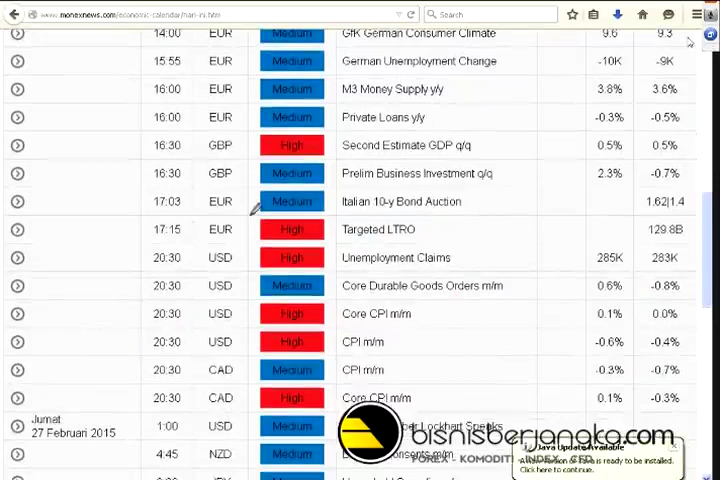 www.monexnews.com/economic-calendar/hari-ini.htm Search
14:00 EUR Medium GfK German Consumer Climate 9.6 9.3
15:55 EUR Medium German Unemployment Change -10K -9K
16:00 EUR Medium M3 Money Supply y/y 3.8% 3.6%
16:00 EUR Medium Private Loans y/y -0.3% -0.5%
16:30 GBP High Second Estimate GDP q/q 0.5% 0.5%
16:30 GBP Medium Prelim Business Investment q/q 2.3% -0.7%
17:03 EUR Medium Italian 10-y Bond Auction 1.62|1.4
17:15 EUR High Targeted LTRO 129.8B
20:30 USD High Unemployment Claims 285K 283K
20:30 USD Medium Core Durable Goods Orders m/m 0.6% -0.8%
20:30 USD High Core CPI m/m 0.1% 0.0%
20:30 USD High CPI m/m -0.6% -0.4%
20:30 CAD Medium CPI m/m -0.3% -0.7%
20:30 CAD High Core CPI m/m 0.1% -0.3%
Jumat
27 Februari 2015
1:00 USD Medium Lockhart Speaks
bisnisberjangka.com
FOREX - KOMODITI - INDEX - CFD
4:45 NZD Medium m/m
Java Update Available
is ready to be installed.
Click here to continue.